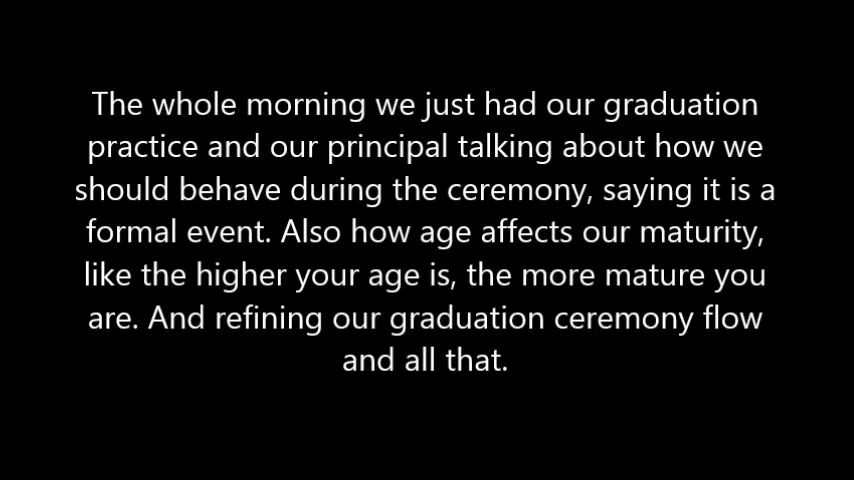 The whole morning we just had our graduation
practice and our principal talking about how we
should behave during the ceremony, saying it is a
formal event. Also how age affects our maturity,
like the higher your age is, the more mature you
are. And refining our graduation ceremony flow
and all that.